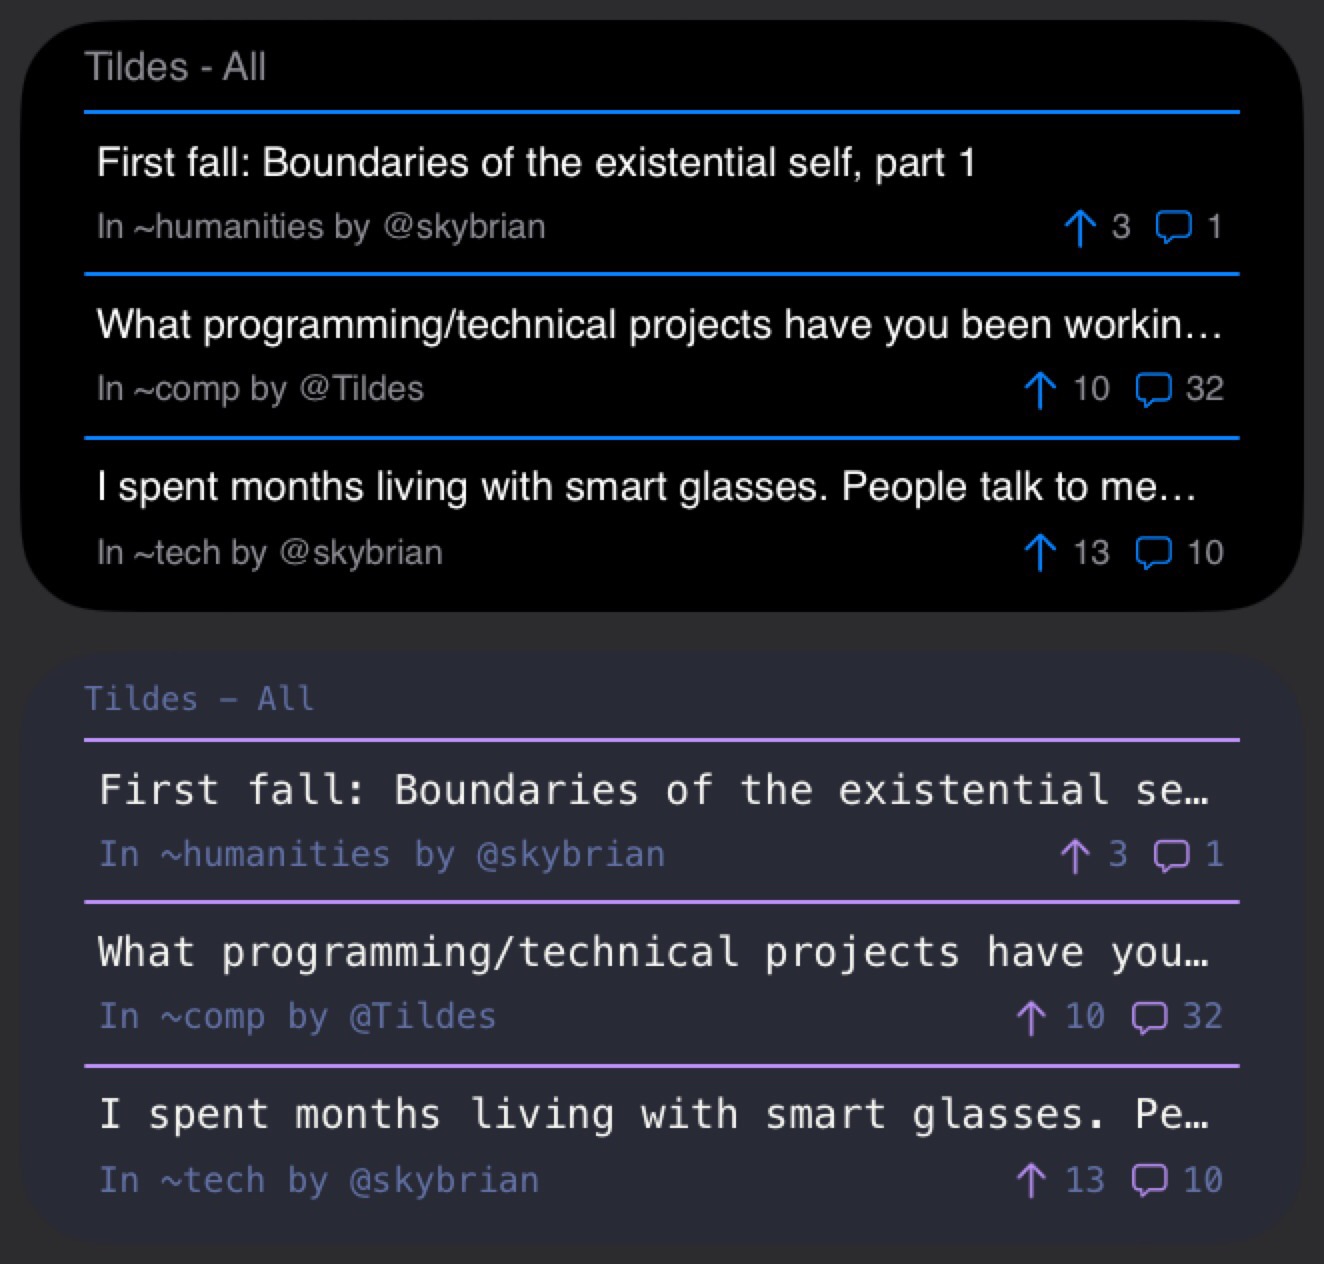 Tildes - All
First fall: Boundaries of the existential self, part 1
In ~humanities by @skybrian 3 1
What programming/technical projects have you been workin…
In ~comp by @Tildes 10 32
I spent months living with smart glasses. People talk to me…
In ~tech by @skybrian 13 10
Tildes – All
First fall: Boundaries of the existential se…
In ~humanities by @skybrian 3 1
What programming/technical projects have you…
In ~comp by @Tildes 10 32
I spent months living with smart glasses. Pe…
In ~tech by @skybrian 13 10